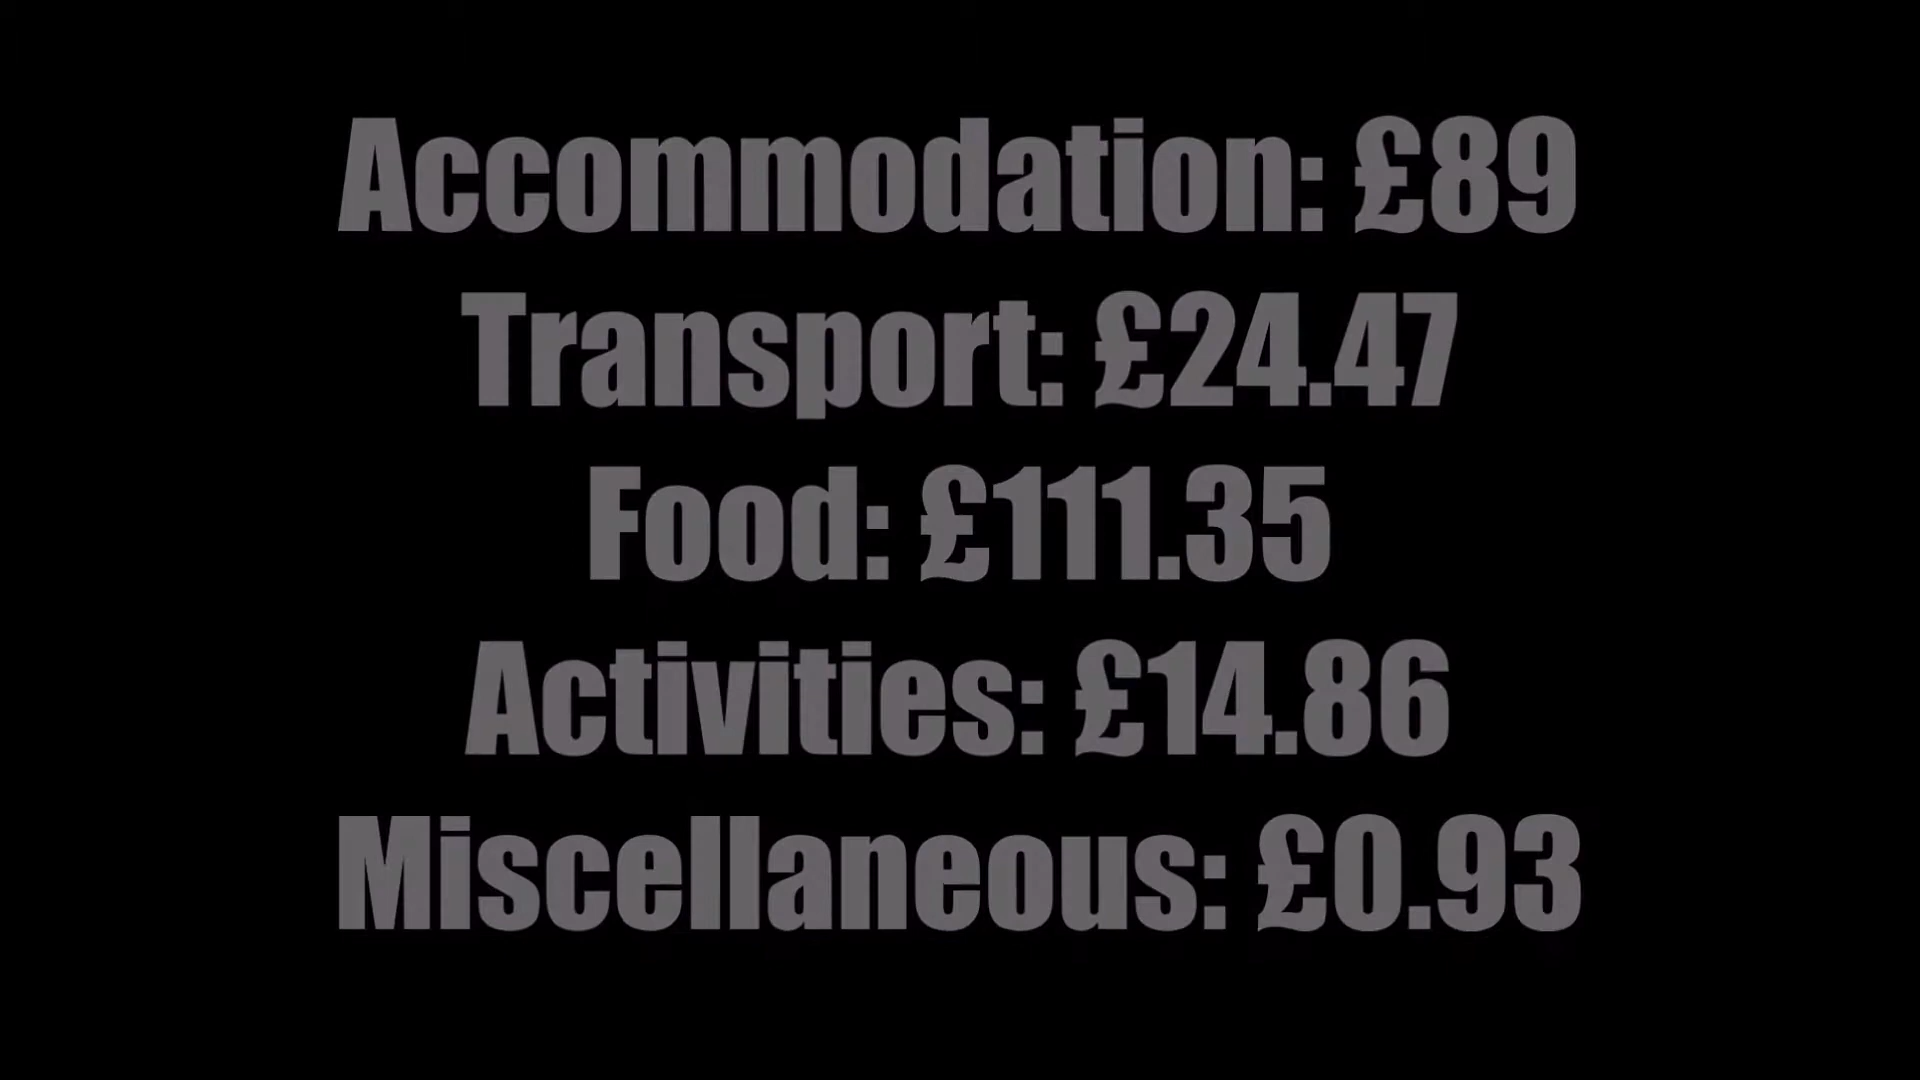 Accommodation: £89
Transport: £24.47
Food: £111.35
Activities: £14.86
Miscellaneous: £0.93